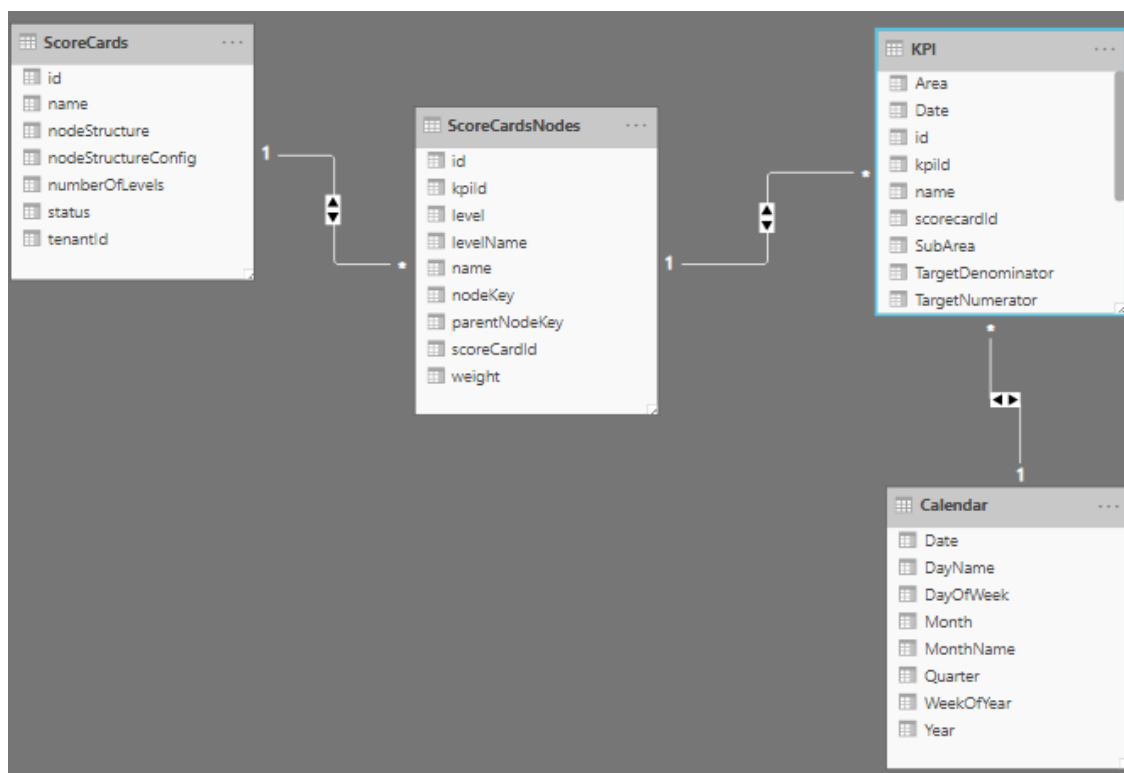 ScoreCards ...
id
name
nodeStructure
nodeStructureConfig
numberOfLevels
status
tenantId
1
*
ScoreCardsNodes ...
id
kpiId
level
levelName
name
nodeKey
parentNodeKey
scoreCardId
weight
1
*
KPI ...
Area
Date
id
kpiId
name
scorecardId
SubArea
TargetDenominator
TargetNumerator
*
1
Calendar ...
Date
DayName
DayOfWeek
Month
MonthName
Quarter
WeekOfYear
Year